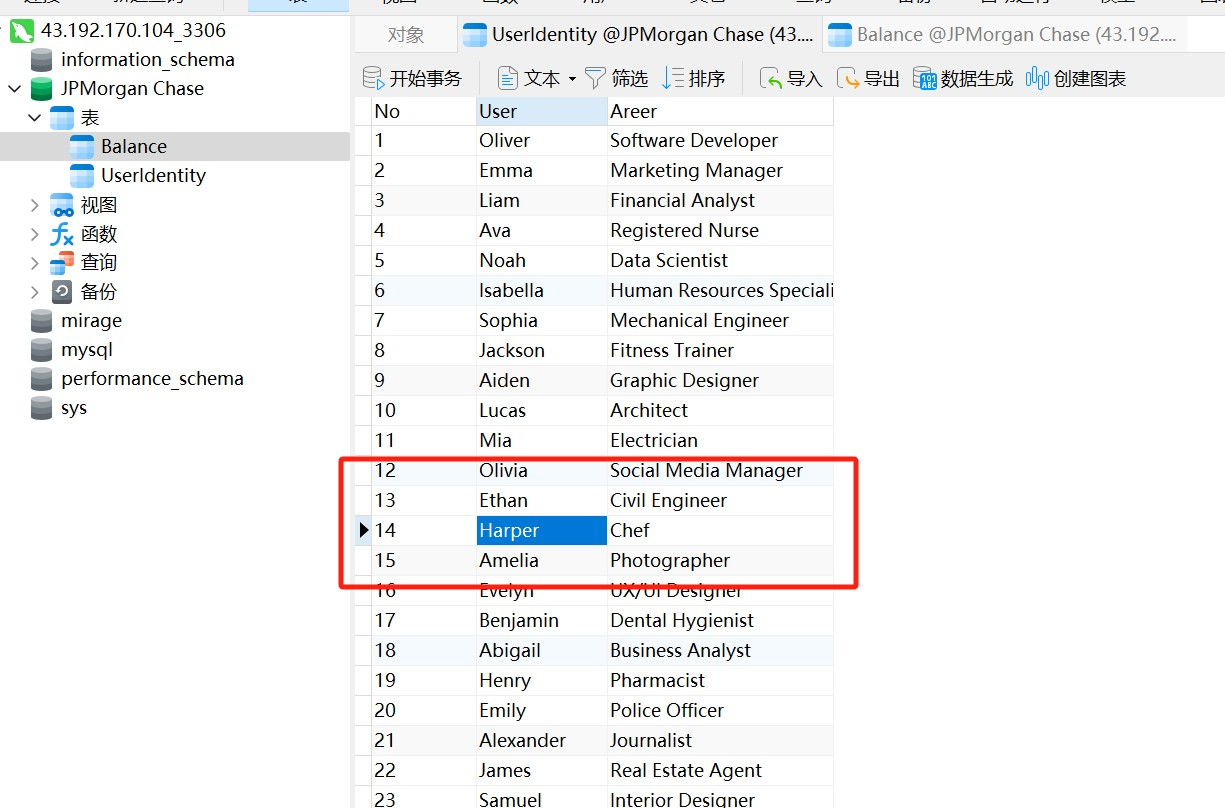 43.192.170.104_3306
information_schema
JPMorgan Chase
表
Balance
UserIdentity
视图
函数
查询
备份
mirage
mysql
performance_schema
sys
对象
UserIdentity @JPMorgan Chase (43....
Balance @JPMorgan Chase (43.192....
开始事务 文本 筛选 排序 导入 导出 数据生成 创建图表
No User Areer
1 Oliver Software Developer
2 Emma Marketing Manager
3 Liam Financial Analyst
4 Ava Registered Nurse
5 Noah Data Scientist
6 Isabella Human Resources Speciali
7 Sophia Mechanical Engineer
8 Jackson Fitness Trainer
9 Aiden Graphic Designer
10 Lucas Architect
11 Mia Electrician
12 Olivia Social Media Manager
13 Ethan Civil Engineer
14 Harper Chef
15 Amelia Photographer
16 Evelyn UX/UI Designer
17 Benjamin Dental Hygienist
18 Abigail Business Analyst
19 Henry Pharmacist
20 Emily Police Officer
21 Alexander Journalist
22 James Real Estate Agent
23 Samuel Interior Designer